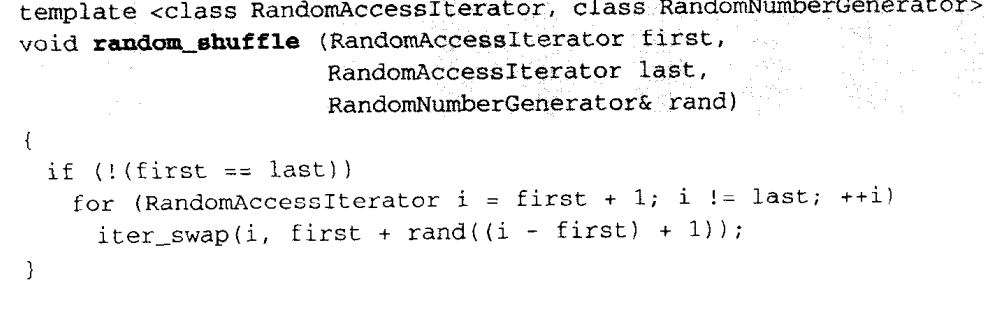 template <class RandomAccessIterator, class RandomNumberGenerator>
void random_shuffle (RandomAccessIterator first,
                     RandomAccessIterator last,
                     RandomNumberGenerator& rand)
{
  if (!(first == last))
    for (RandomAccessIterator i = first + 1; i != last; ++i)
      iter_swap(i, first + rand((i - first) + 1));
}